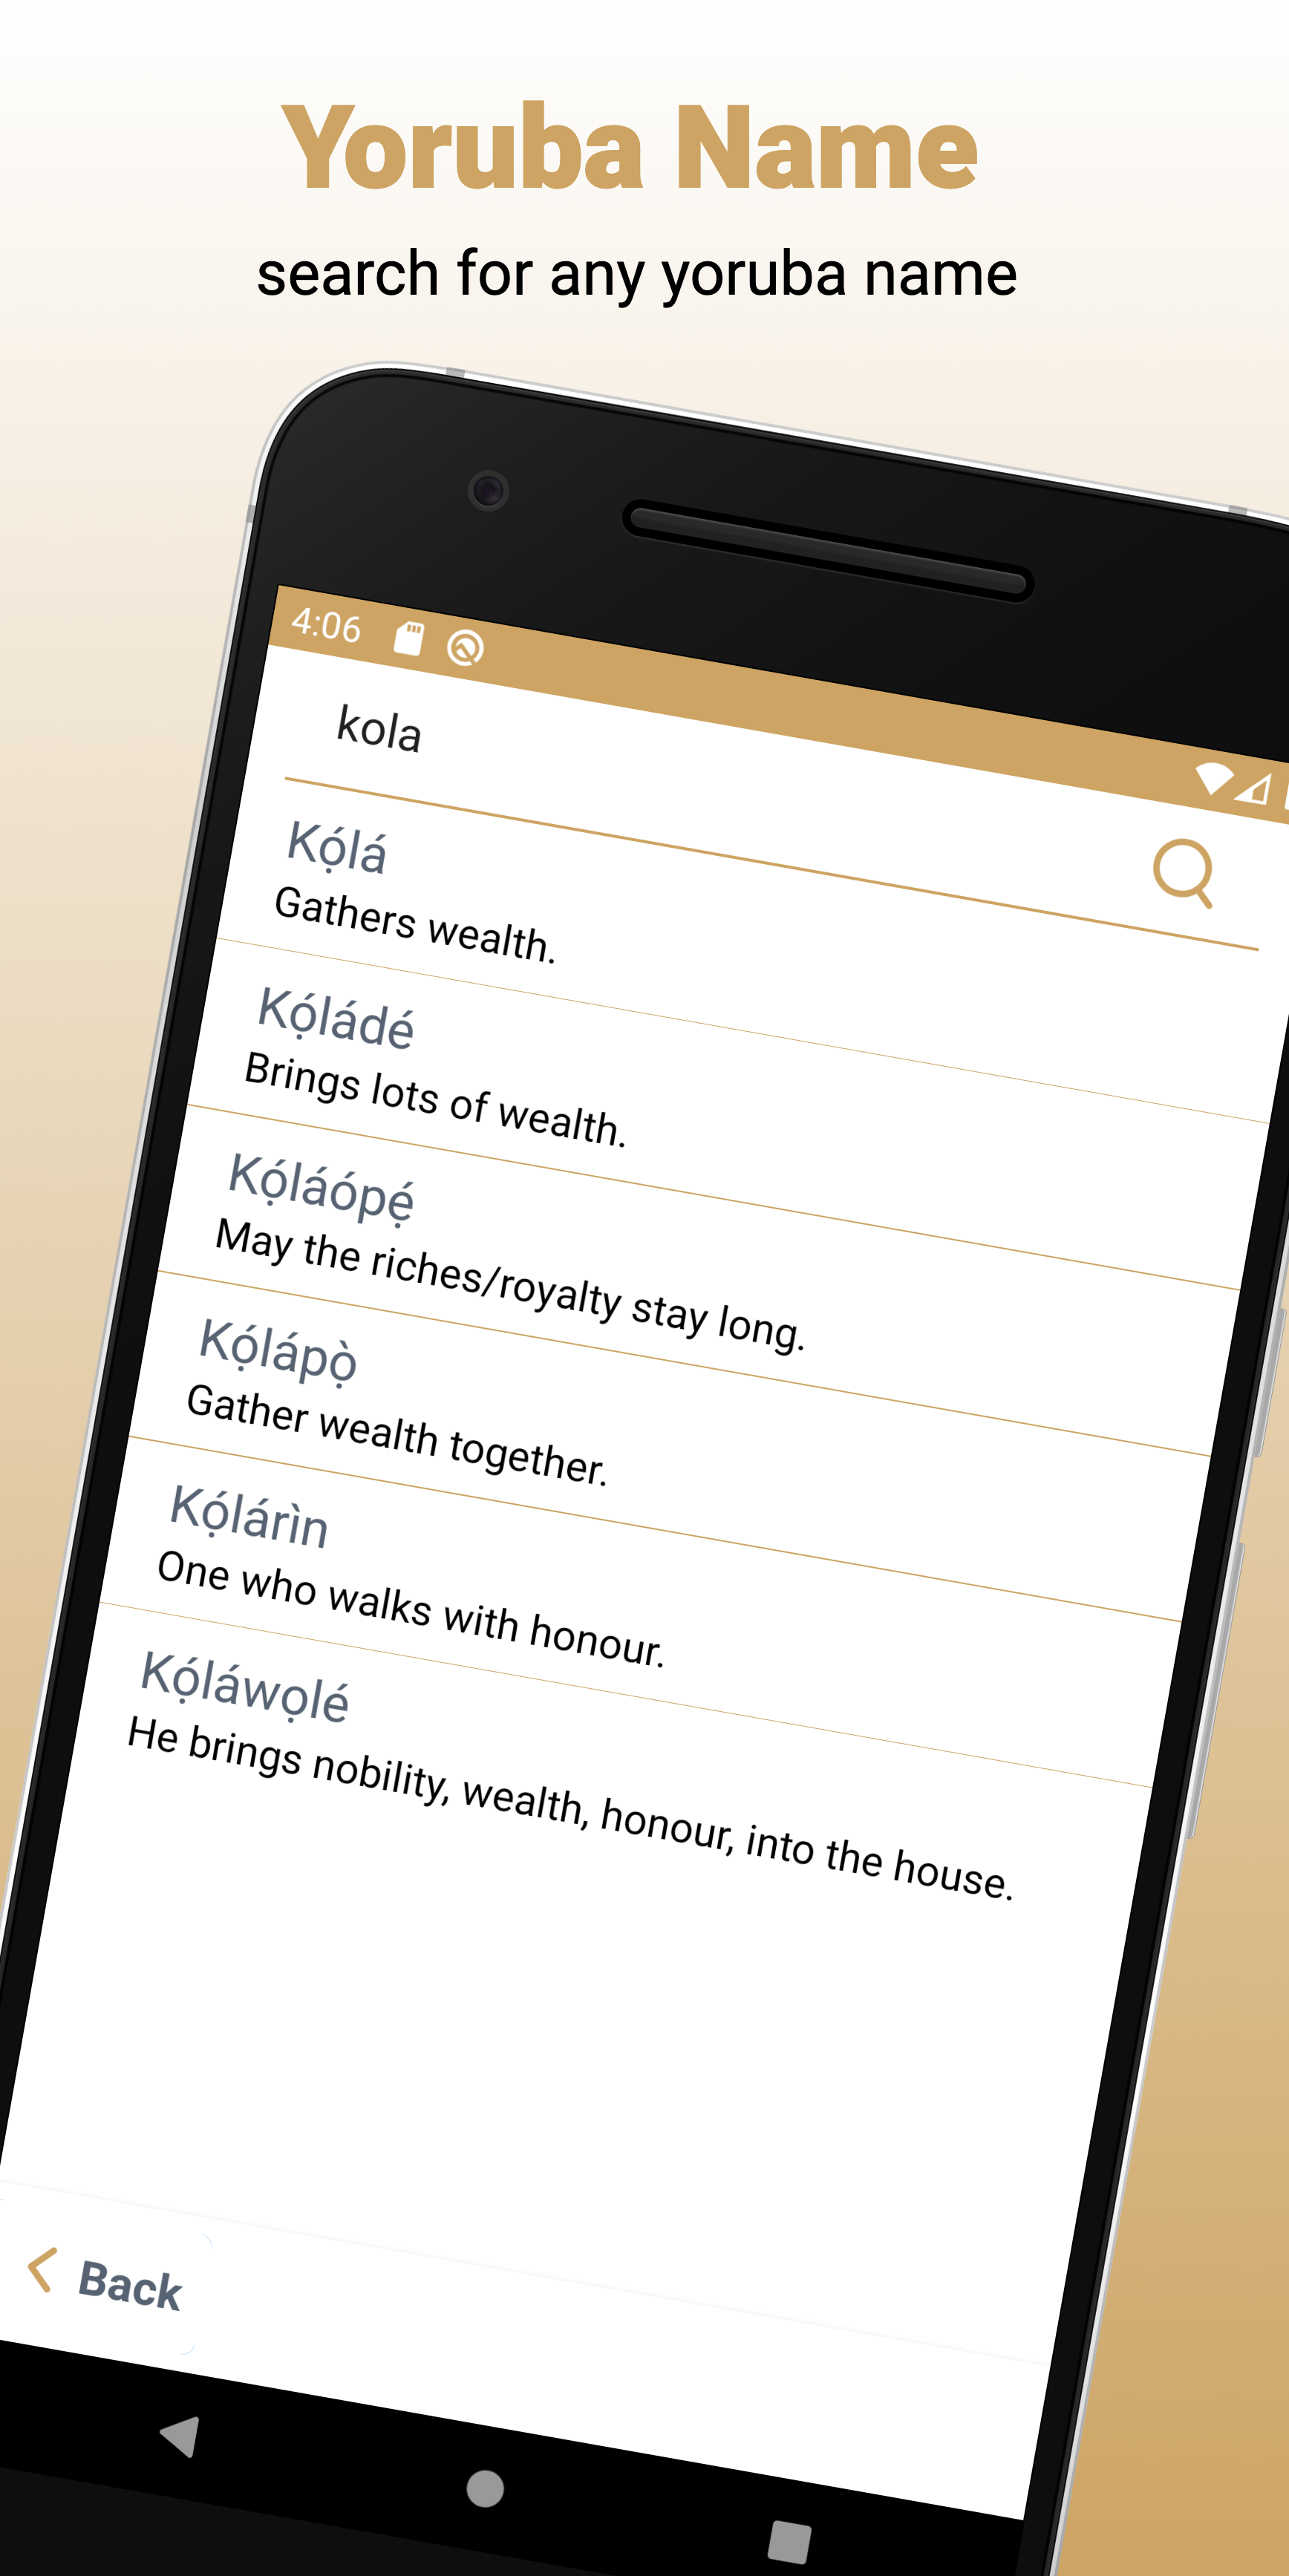 Yoruba Name
search for any yoruba name
4:06
kola
Kọ́lá
Gathers wealth.
Kọ́ládé
Brings lots of wealth.
Kọ́láópẹ́
May the riches/royalty stay long.
Kọ́lápọ̀
Gather wealth together.
Kọ́lárìn
One who walks with honour.
Kọ́láwọlé
He brings nobility, wealth, honour, into the house.
Back